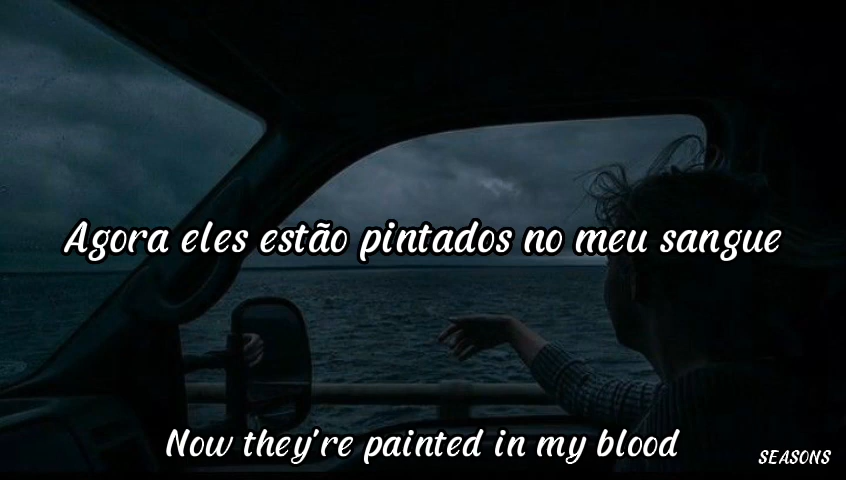 Agora eles estão pintados no meu sangue
Now they're painted in my blood
SEASONS